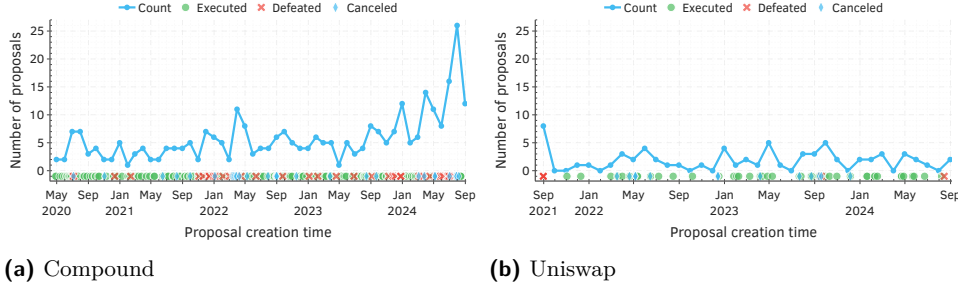 Count Executed Defeated Canceled
Number of proposals
25
20
15
10
5
0
May Sep Jan May Sep Jan May Sep Jan May Sep Jan May Sep
2020 2021 2022 2023 2024
Proposal creation time
(a) Compound
Count Executed Defeated Canceled
Number of proposals
25
20
15
10
5
0
Sep Jan May Sep Jan May Sep Jan May Sep
2021 2022 2023 2024
Proposal creation time
(b) Uniswap